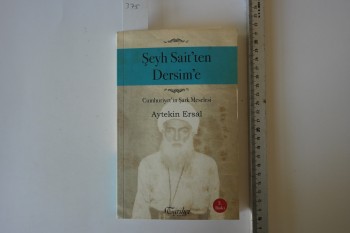 Şeyh Sait'ten
Dersim'e
Cumhuriyet'in Şark Meselesi
Aytekin Ersal